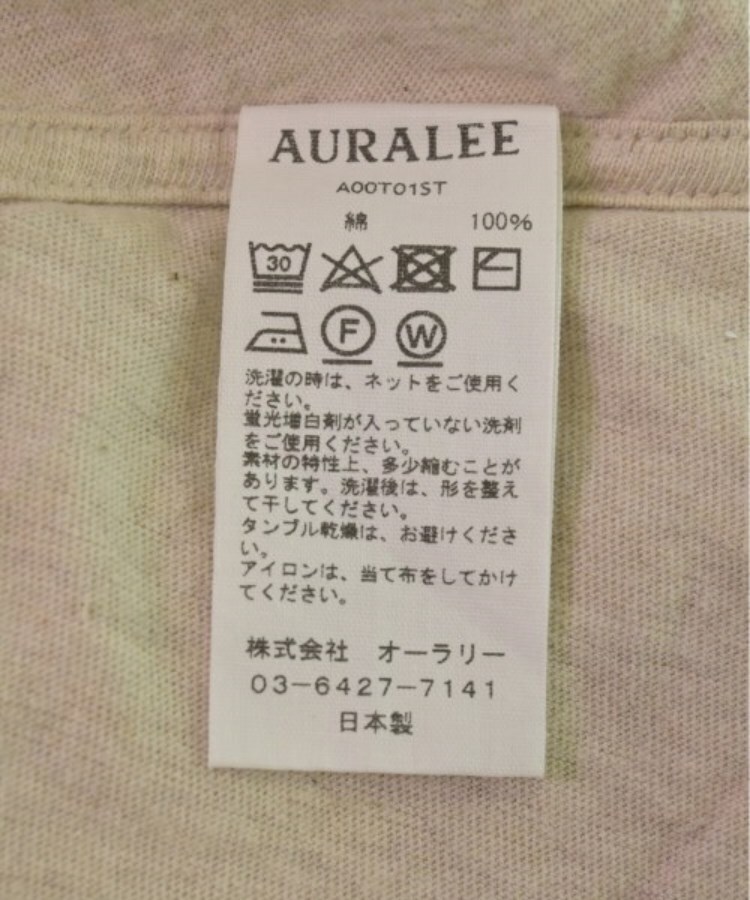 AURALEE
A00T01ST
綿 100%
30
F W
洗濯の時は、ネットをご使用く
ださい。
蛍光増白剤が入っていない洗剤
をご使用ください。
素材の特性上、多少縮むことが
あります。洗濯後は、形を整え
て干してください。
タンブル乾燥は、お避けくださ
い。
アイロンは、当て布をしてかけ
てください。
株式会社 オーラリー
03-6427-7141
日本製